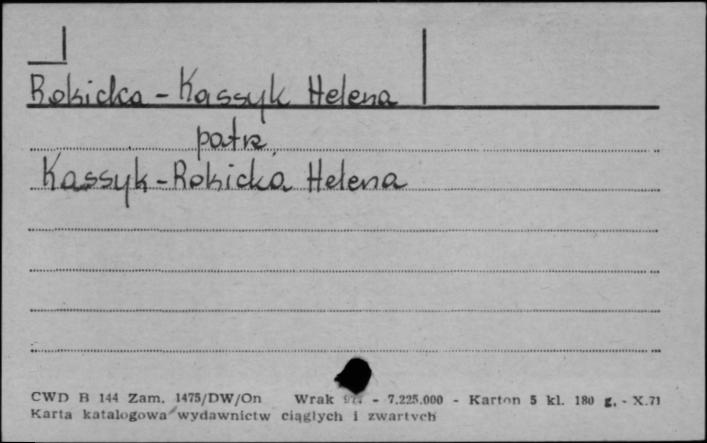 Rokicka - Kassyk Helena
patrz
Kassyk-Rokicka Helena
CWD B 144 Zam. 1475/DW/On Wrak - 7.225.000 - Karton 5 kl. 180 g. - X.71
Karta katalogowa wydawnictw ciągłych i zwartych